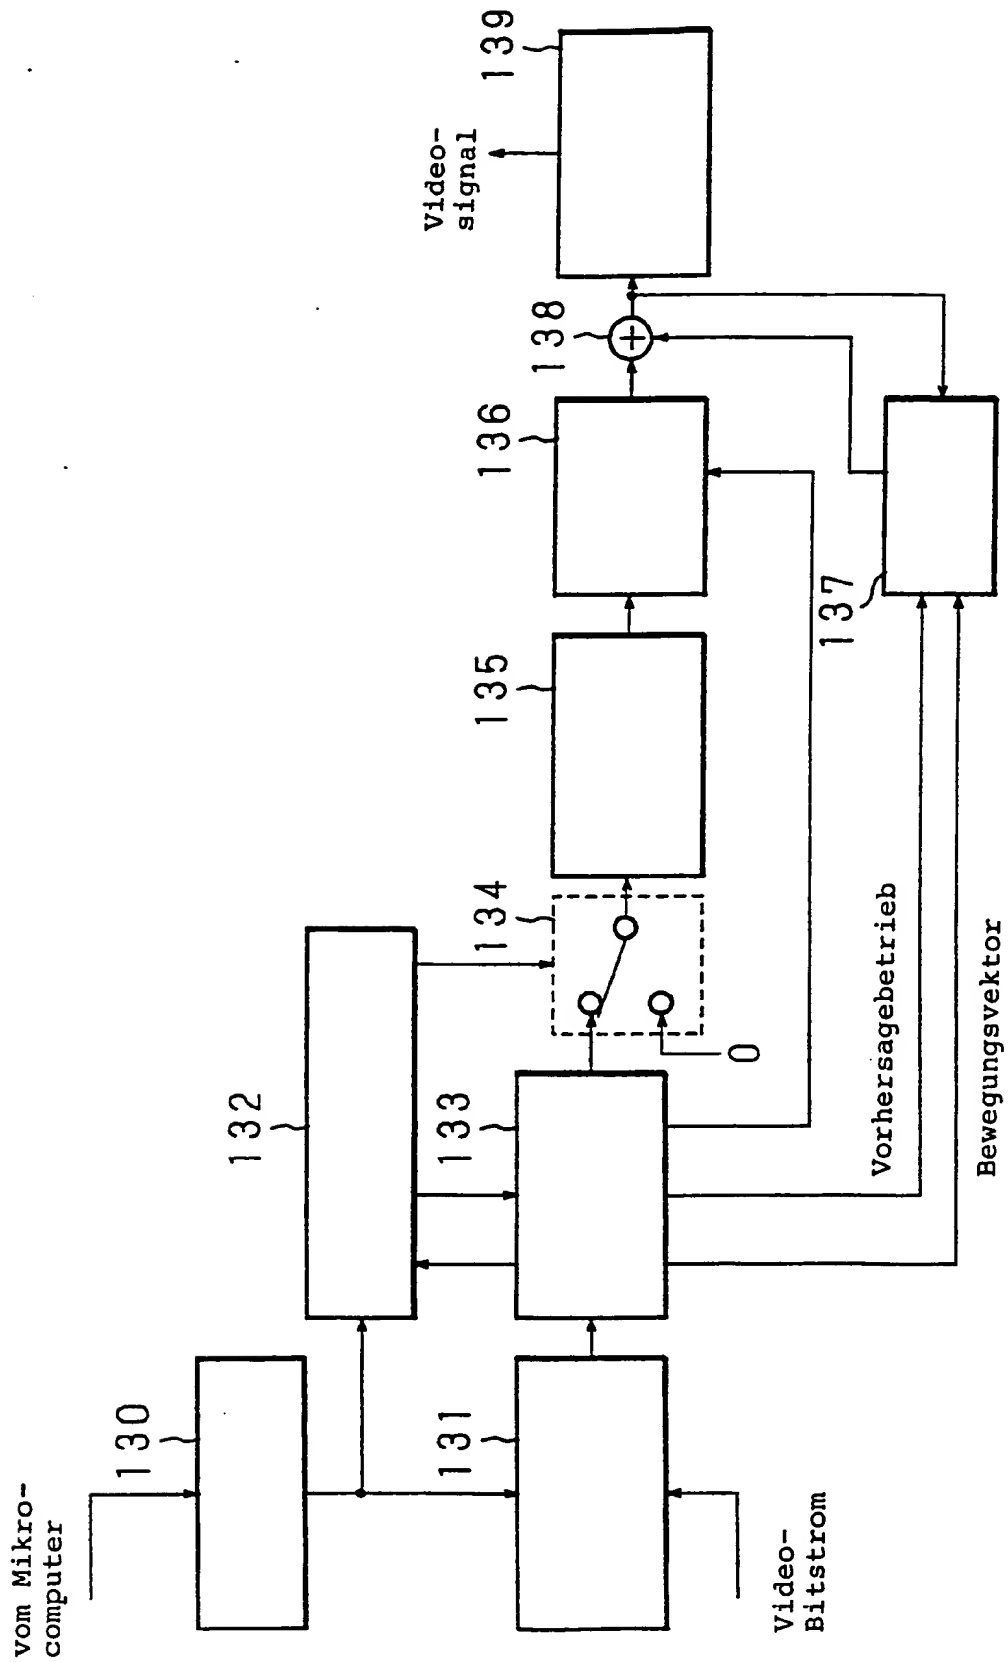 vom Mikro-
computer
130
131
Video-
Bitstrom
132
133
134
0
135
136
137
138
139
Video-
signal
Vorhersagebetrieb
Bewegungsvektor